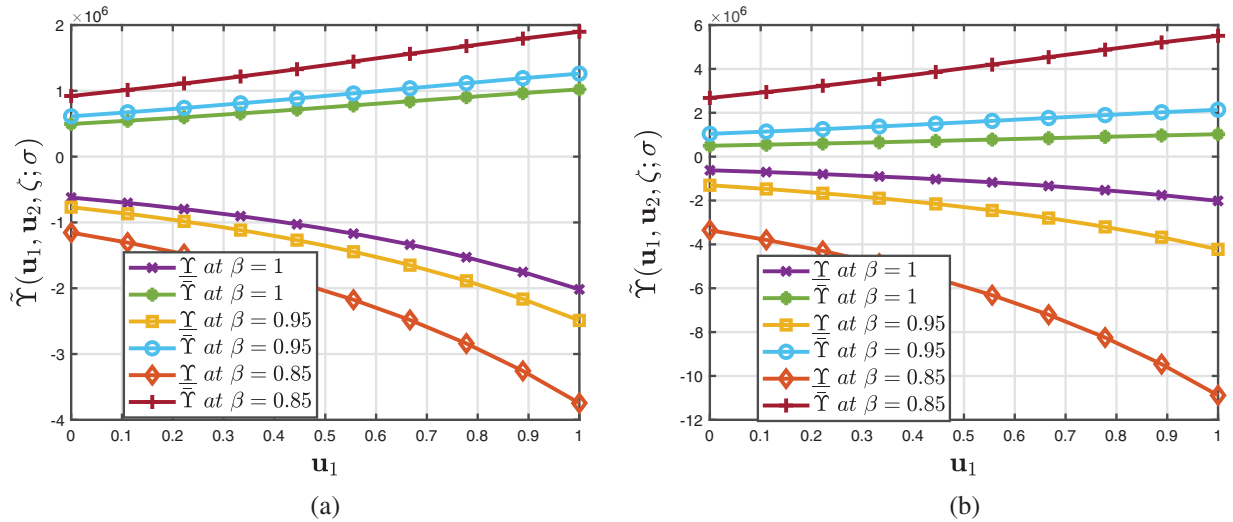 ×10⁶
2
1
0
-1
-2
-3
-4
Υ̃(u₁, u₂, ζ; σ)
Υ̲ at β = 1
Ῡ at β = 1
Υ̲ at β = 0.95
Ῡ at β = 0.95
Υ̲ at β = 0.85
Ῡ at β = 0.85
0 0.1 0.2 0.3 0.4 0.5 0.6 0.7 0.8 0.9 1
u₁
(a)
×10⁶
6
4
2
0
-2
-4
-6
-8
-10
-12
Υ̃(u₁, u₂, ζ; σ)
Υ̲ at β = 1
Ῡ at β = 1
Υ̲ at β = 0.95
Ῡ at β = 0.95
Υ̲ at β = 0.85
Ῡ at β = 0.85
0 0.1 0.2 0.3 0.4 0.5 0.6 0.7 0.8 0.9 1
u₁
(b)